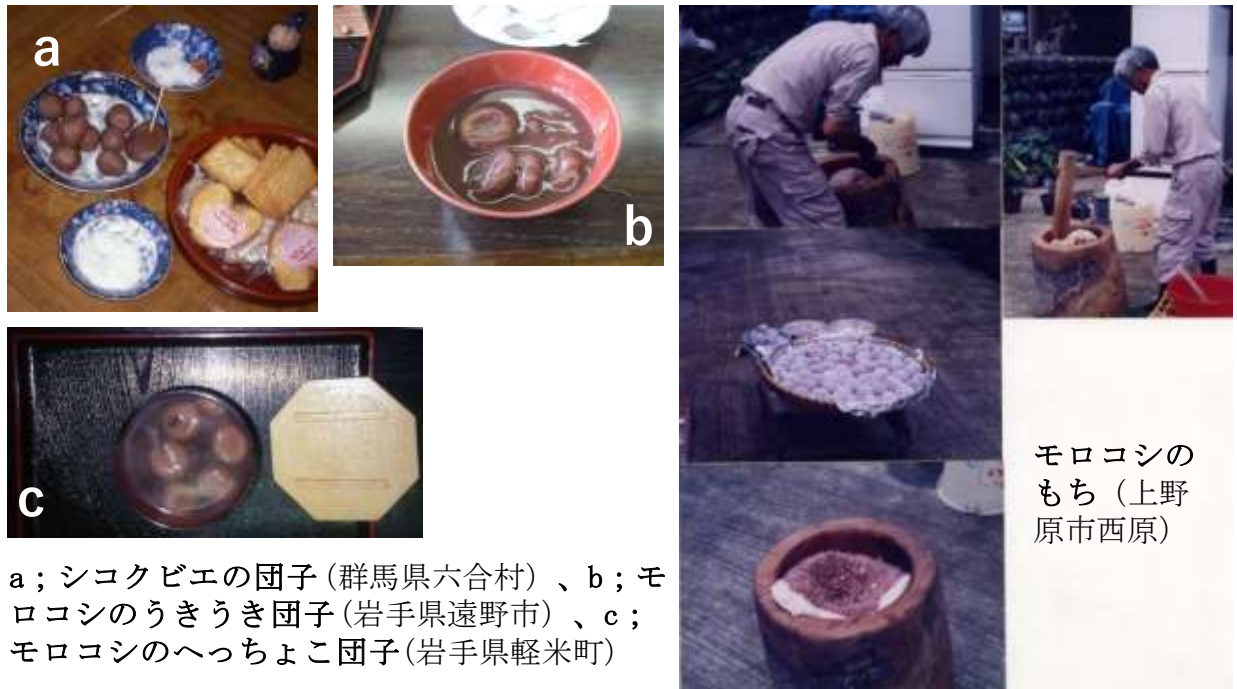 a
b
c
a；シコクビエの団子(群馬県六合村)、b；モ
ロコシのうきうき団子(岩手県遠野市)、c；
モロコシのへっちょこ団子(岩手県軽米町)
モロコシの
もち（上野
原市西原）